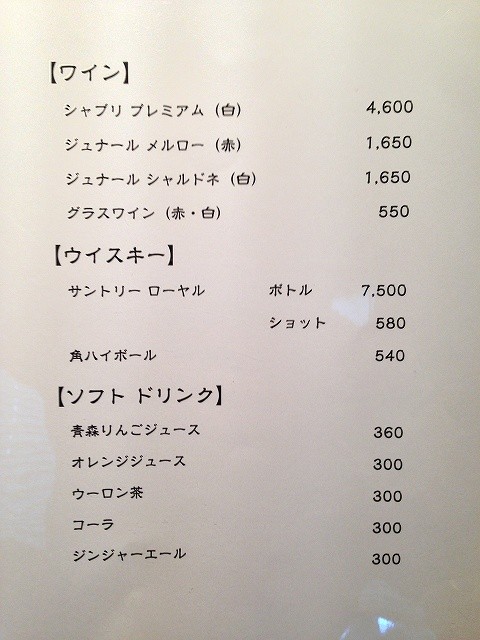 【ワイン】
シャブリ プレミアム (白) 4,600
ジュナール メルロー (赤) 1,650
ジュナール シャルドネ (白) 1,650
グラスワイン (赤・白) 550
【ウイスキー】
サントリー ローヤル ボトル 7,500
ショット 580
角ハイボール 540
【ソフト ドリンク】
青森りんごジュース 360
オレンジジュース 300
ウーロン茶 300
コーラ 300
ジンジャーエール 300